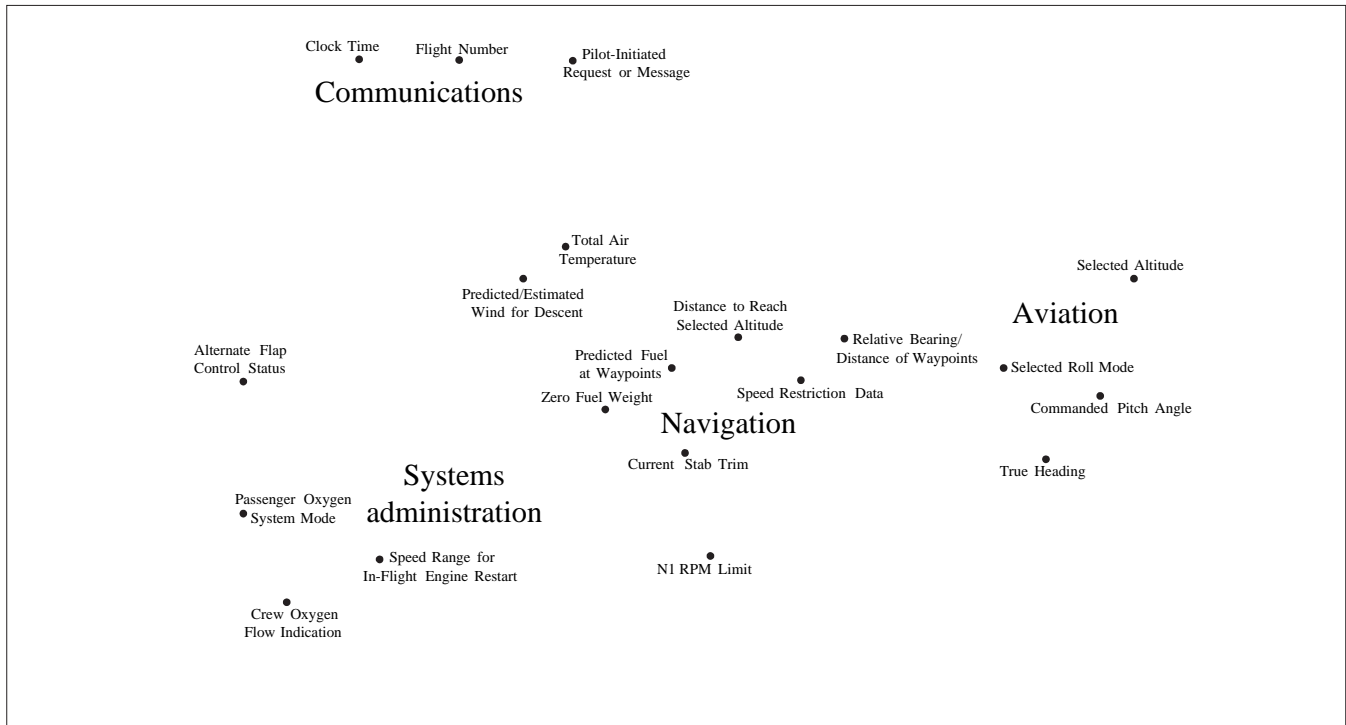 Clock Time
Flight Number
Pilot-Initiated
Request or Message
Communications
Total Air
Temperature
Predicted/Estimated
Wind for Descent
Selected Altitude
Aviation
Distance to Reach
Selected Altitude
Relative Bearing/
Distance of Waypoints
Alternate Flap
Control Status
Predicted Fuel
at Waypoints
Selected Roll Mode
Speed Restriction Data
Commanded Pitch Angle
Zero Fuel Weight
Navigation
Current Stab Trim
True Heading
Systems
administration
Passenger Oxygen
System Mode
Speed Range for
In-Flight Engine Restart
N1 RPM Limit
Crew Oxygen
Flow Indication